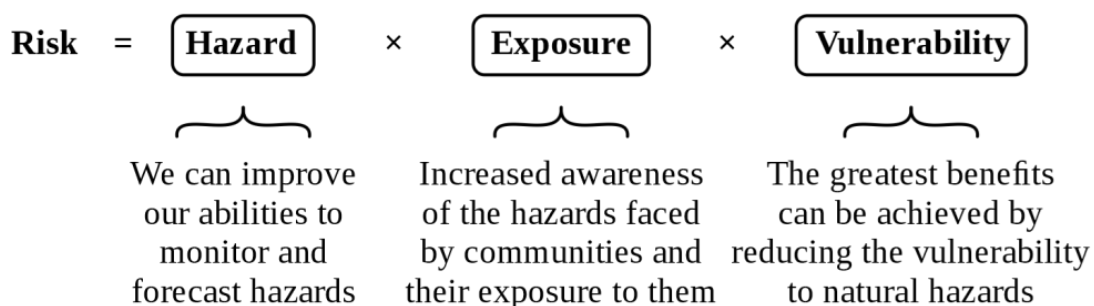 Risk = Hazard × Exposure × Vulnerability
We can improve
our abilities to
monitor and
forecast hazards
Increased awareness
of the hazards faced
by communities and
their exposure to them
The greatest benefits
can be achieved by
reducing the vulnerability
to natural hazards